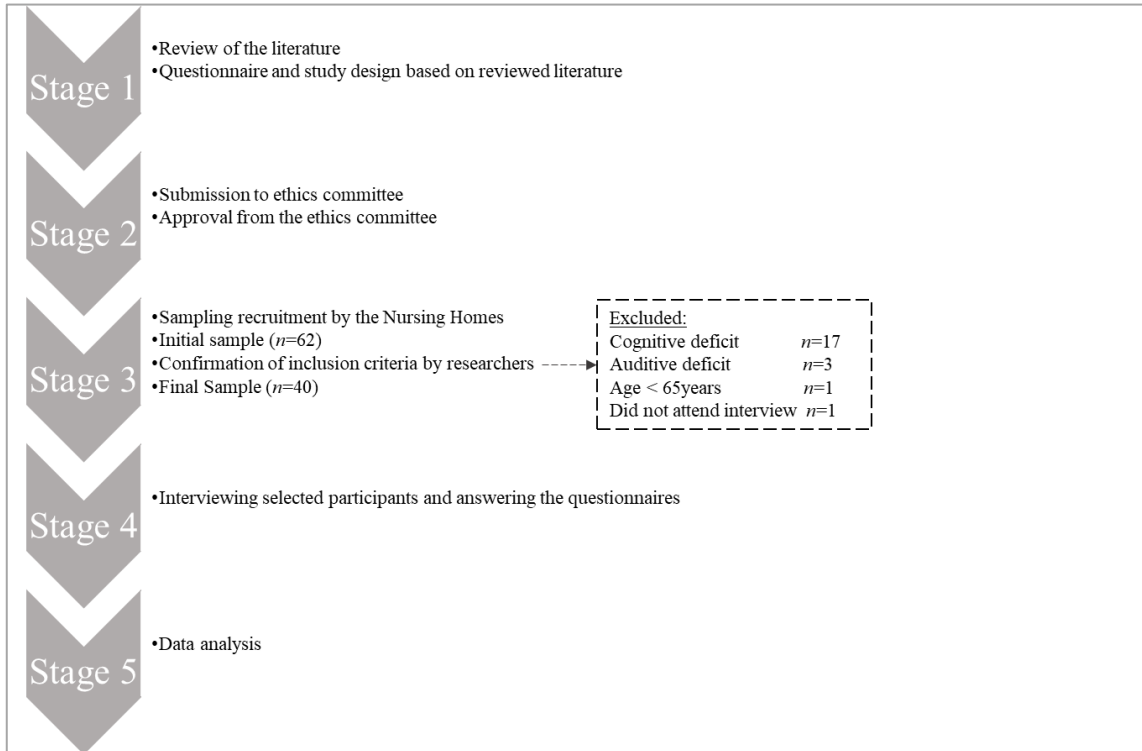 Stage 1
•Review of the literature
•Questionnaire and study design based on reviewed literature
Stage 2
•Submission to ethics committee
•Approval from the ethics committee
Stage 3
•Sampling recruitment by the Nursing Homes
•Initial sample (n=62)
•Confirmation of inclusion criteria by researchers
•Final Sample (n=40)
Excluded:
Cognitive deficit n=17
Auditive deficit n=3
Age < 65years n=1
Did not attend interview n=1
Stage 4
•Interviewing selected participants and answering the questionnaires
Stage 5
•Data analysis